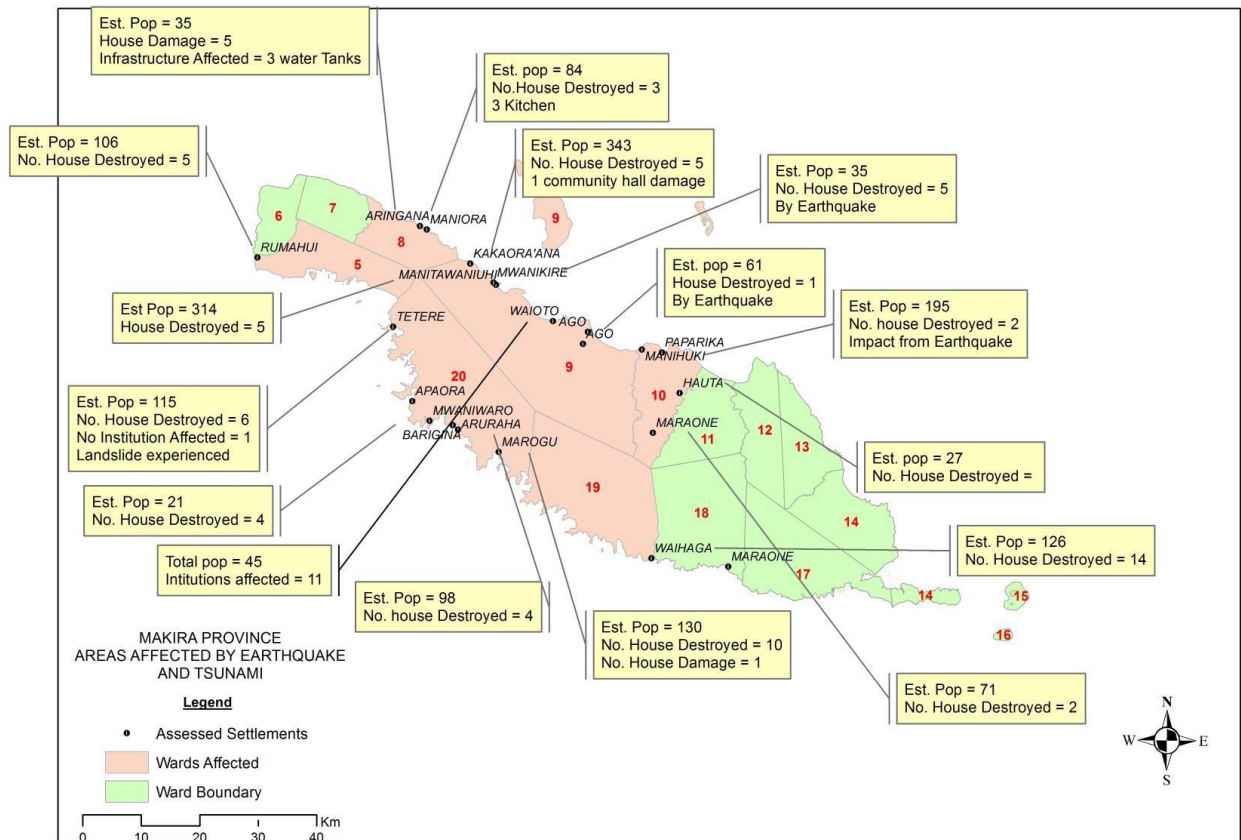 Est. Pop = 35
House Damage = 5
Infrastructure Affected = 3 water Tanks
Est. pop = 84
No.House Destroyed = 3
3 Kitchen
Est. Pop = 106
No. House Destroyed = 5
Est. Pop = 343
No. House Destroyed = 5
1 community hall damage
Est. Pop = 35
No. House Destroyed = 5
By Earthquake
6
7
ARINGANA
MANIORA
8
9
RUMAHUI
5
KAKAORA'ANA
MANITAWANIUHI
MWANIKIRE
Est. pop = 61
House Destroyed = 1
By Earthquake
Est Pop = 314
House Destroyed = 5
TETERE
WAIOTO
AGO
AGO
Est. Pop = 195
No. house Destroyed = 2
Impact from Earthquake
PAPARIKA
MANIHUKI
20
9
10
HAUTA
Est. Pop = 115
No. House Destroyed = 6
No Institution Affected = 1
Landslide experienced
APAORA
MWANIWARO
BARIGINA
ARURAHA
MAROGU
MARAONE
11
12
13
Est. pop = 27
No. House Destroyed =
Est. Pop = 21
No. House Destroyed = 4
19
18
14
Total pop = 45
Intitutions affected = 11
WAIHAGA
MARAONE
17
Est. Pop = 126
No. House Destroyed = 14
14
15
16
Est. Pop = 98
No. house Destroyed = 4
Est. Pop = 130
No. House Destroyed = 10
No. House Damage = 1
Est. Pop = 71
No. House Destroyed = 2
MAKIRA PROVINCE
AREAS AFFECTED BY EARTHQUAKE
AND TSUNAMI
Legend
Assessed Settlements
Wards Affected
Ward Boundary
0 10 20 30 40 Km
N
W E
S